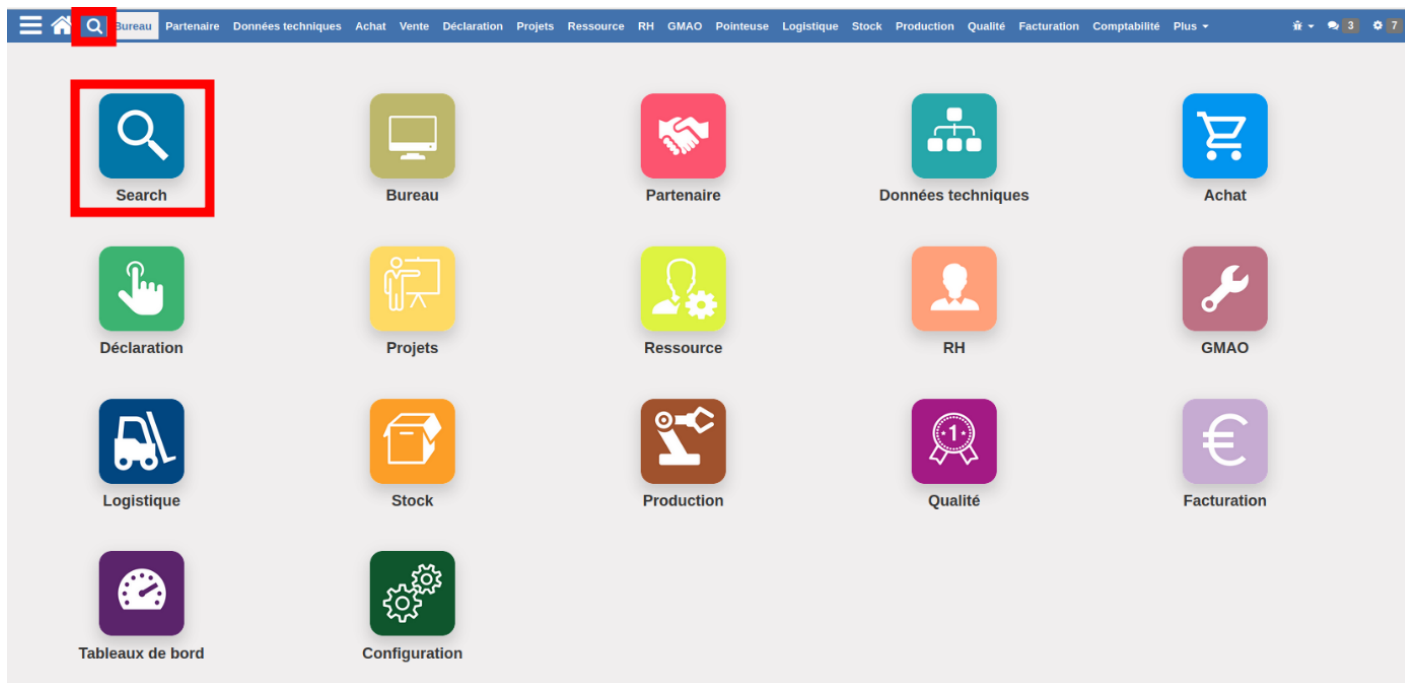 Bureau Partenaire Données techniques Achat Vente Déclaration Projets Ressource RH GMAO Pointeuse Logistique Stock Production Qualité Facturation Comptabilité Plus 3 7
Search Bureau Partenaire Données techniques Achat
Déclaration Projets Ressource RH GMAO
1
Logistique Stock Production Qualité Facturation
Tableaux de bord Configuration